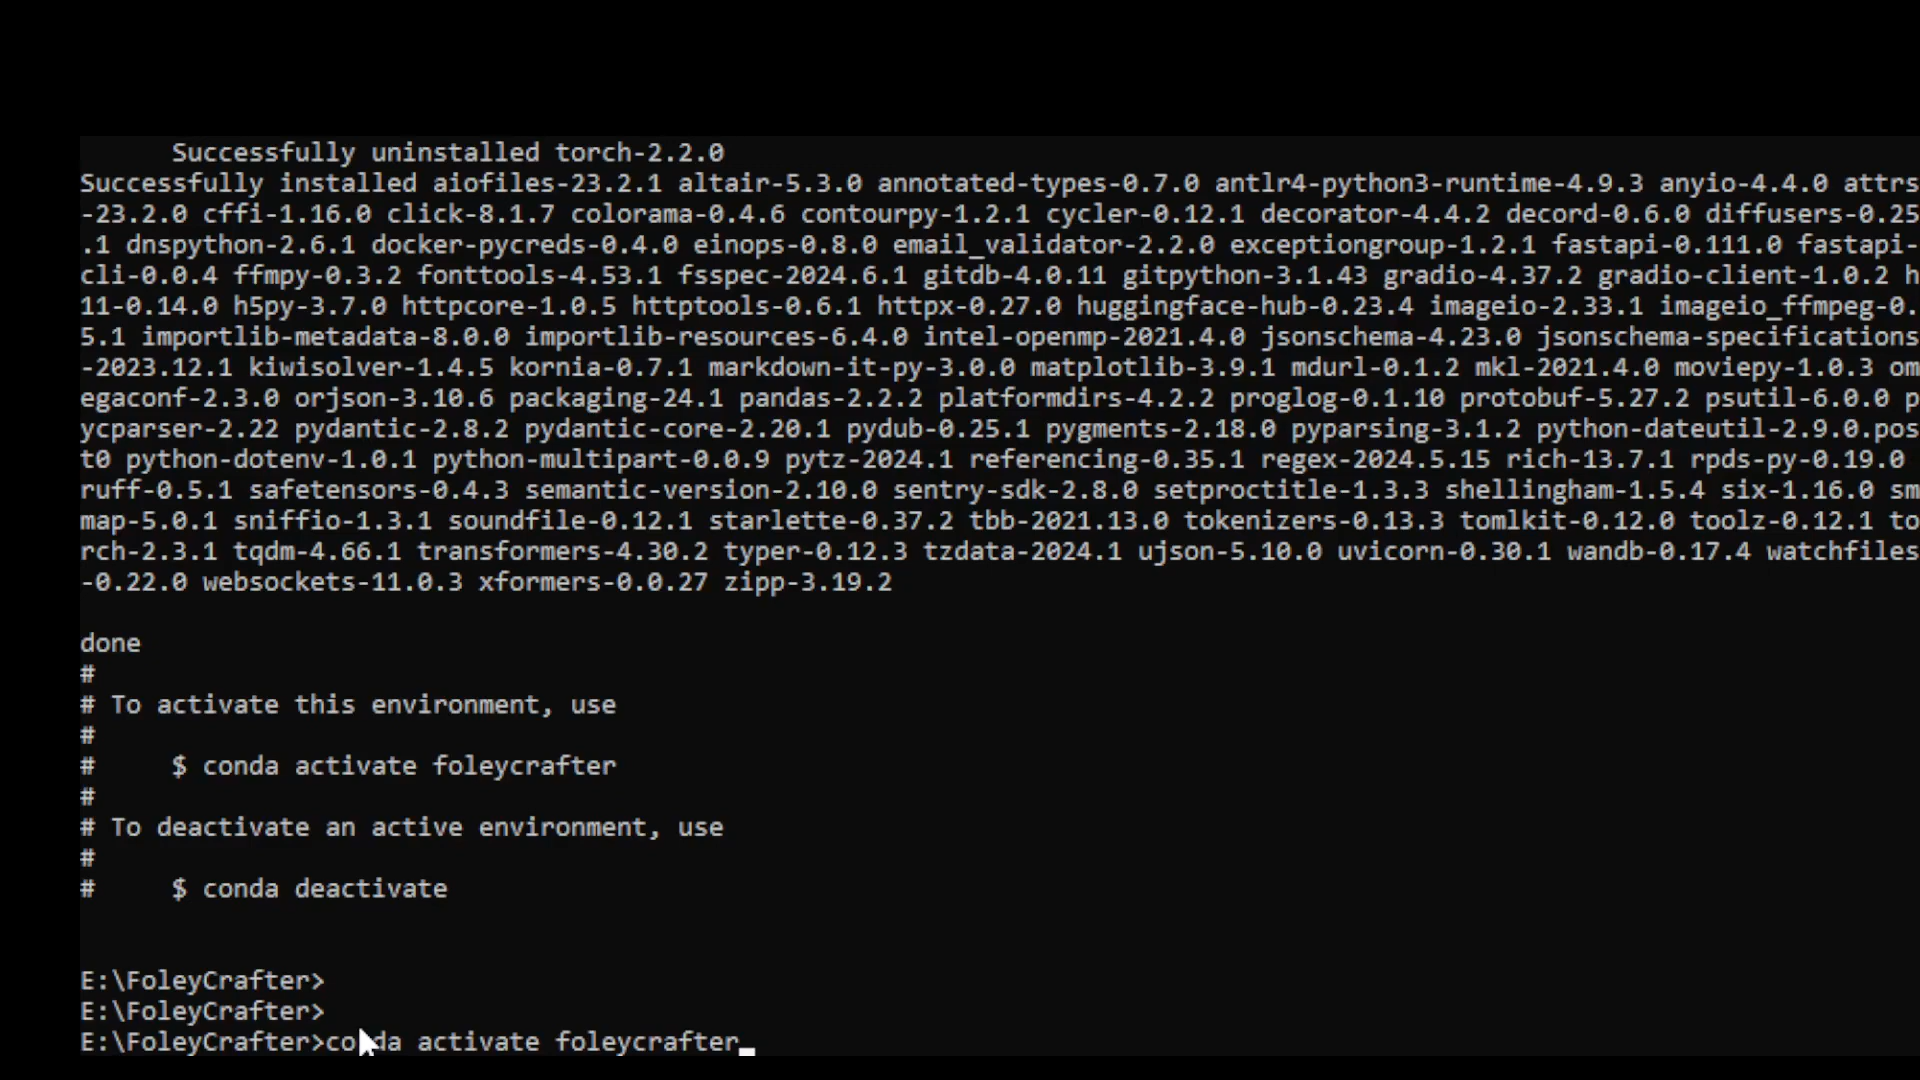 Successfully uninstalled torch-2.2.0
Successfully installed aiofiles-23.2.1 altair-5.3.0 annotated-types-0.7.0 antlr4-python3-runtime-4.9.3 anyio-4.4.0 attrs
-23.2.0 cffi-1.16.0 click-8.1.7 colorama-0.4.6 contourpy-1.2.1 cycler-0.12.1 decorator-4.4.2 decord-0.6.0 diffusers-0.25
.1 dnspython-2.6.1 docker-pycreds-0.4.0 einops-0.8.0 email_validator-2.2.0 exceptiongroup-1.2.1 fastapi-0.111.0 fastapi-
cli-0.0.4 ffmpy-0.3.2 fonttools-4.53.1 fsspec-2024.6.1 gitdb-4.0.11 gitpython-3.1.43 gradio-4.37.2 gradio-client-1.0.2 h
11-0.14.0 h5py-3.7.0 httpcore-1.0.5 httptools-0.6.1 httpx-0.27.0 huggingface-hub-0.23.4 imageio-2.33.1 imageio_ffmpeg-0.
5.1 importlib-metadata-8.0.0 importlib-resources-6.4.0 intel-openmp-2021.4.0 jsonschema-4.23.0 jsonschema-specifications
-2023.12.1 kiwisolver-1.4.5 kornia-0.7.1 markdown-it-py-3.0.0 matplotlib-3.9.1 mdurl-0.1.2 mkl-2021.4.0 moviepy-1.0.3 om
egaconf-2.3.0 orjson-3.10.6 packaging-24.1 pandas-2.2.2 platformdirs-4.2.2 proglog-0.1.10 protobuf-5.27.2 psutil-6.0.0 p
ycparser-2.22 pydantic-2.8.2 pydantic-core-2.20.1 pydub-0.25.1 pygments-2.18.0 pyparsing-3.1.2 python-dateutil-2.9.0.pos
t0 python-dotenv-1.0.1 python-multipart-0.0.9 pytz-2024.1 referencing-0.35.1 regex-2024.5.15 rich-13.7.1 rpds-py-0.19.0
ruff-0.5.1 safetensors-0.4.3 semantic-version-2.10.0 sentry-sdk-2.8.0 setproctitle-1.3.3 shellingham-1.5.4 six-1.16.0 sm
map-5.0.1 sniffio-1.3.1 soundfile-0.12.1 starlette-0.37.2 tbb-2021.13.0 tokenizers-0.13.3 tomlkit-0.12.0 toolz-0.12.1 to
rch-2.3.1 tqdm-4.66.1 transformers-4.30.2 typer-0.12.3 tzdata-2024.1 ujson-5.10.0 uvicorn-0.30.1 wandb-0.17.4 watchfiles
-0.22.0 websockets-11.0.3 xformers-0.0.27 zipp-3.19.2
done
#
# To activate this environment, use
#
#     $ conda activate foleycrafter
#
# To deactivate an active environment, use
#
#     $ conda deactivate
E:\FoleyCrafter>
E:\FoleyCrafter>
E:\FoleyCrafter>conda activate foleycrafter_